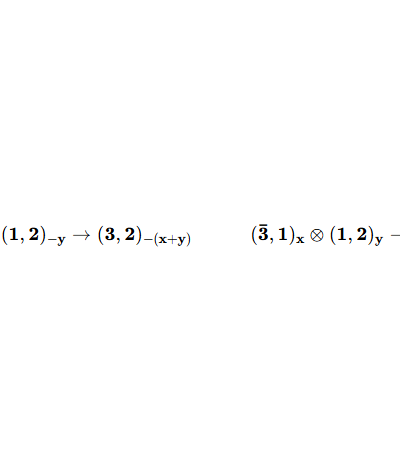 (1, 2)₋y → (3, 2)₋(x+y) (3̄, 1)x ⊗ (1, 2)y −